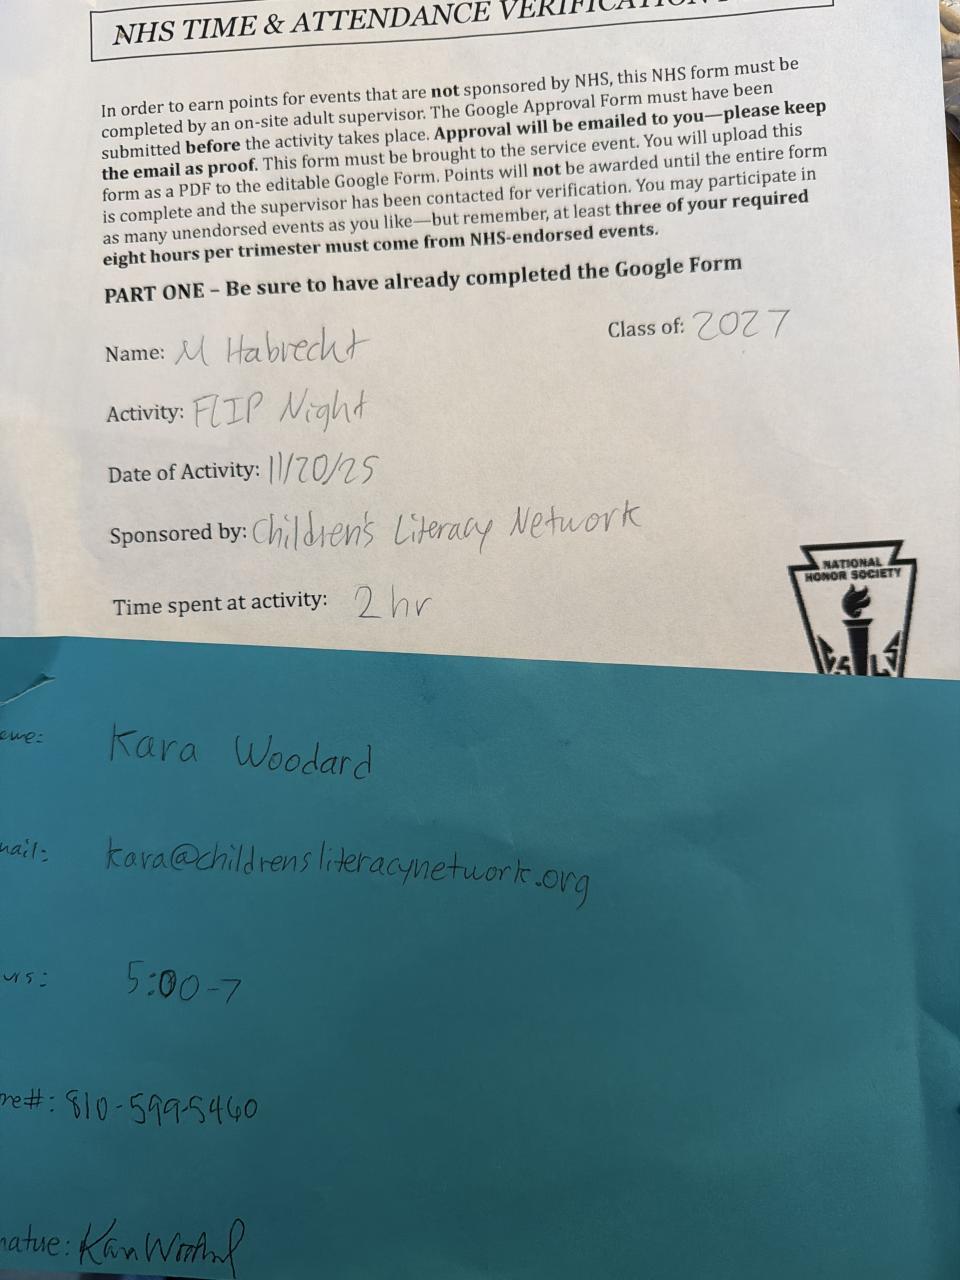 NHS TIME & ATTENDANCE
In order to earn points for events that are not sponsored by NHS, this NHS form must be
completed by an on-site adult supervisor. The Google Approval Form must have been
submitted before the activity takes place. Approval will be emailed to you—please keep
the email as proof. This form must be brought to the service event. You will upload this
form as a PDF to the editable Google Form. Points will not be awarded until the entire form
is complete and the supervisor has been contacted for verification. You may participate in
as many unendorsed events as you like—but remember, at least three of your required
eight hours per trimester must come from NHS-endorsed events.
PART ONE – Be sure to have already completed the Google Form
Name: M Habrecht Class of: 2027
Activity: FLIP Night
Date of Activity: 11/20/25
Sponsored by: Children's Literacy Network
Time spent at activity: 2 hr
NATIONAL
HONOR SOCIETY
Kara Woodard
kara@childrensliteracynetwork.org
5:00-7
810-599-5460
Kara Woodard